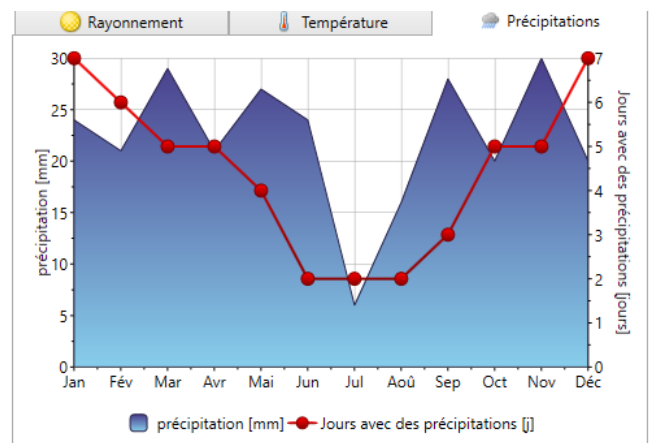 Rayonnement Température Précipitations
30 7
25 6
20 5
15 4
10 3
5 2
0 1
0
précipitation [mm]
Jours avec des précipitations [jours]
Jan Fév Mar Avr Mai Jun Jul Aoû Sep Oct Nov Déc
précipitation [mm] Jours avec des précipitations [j]